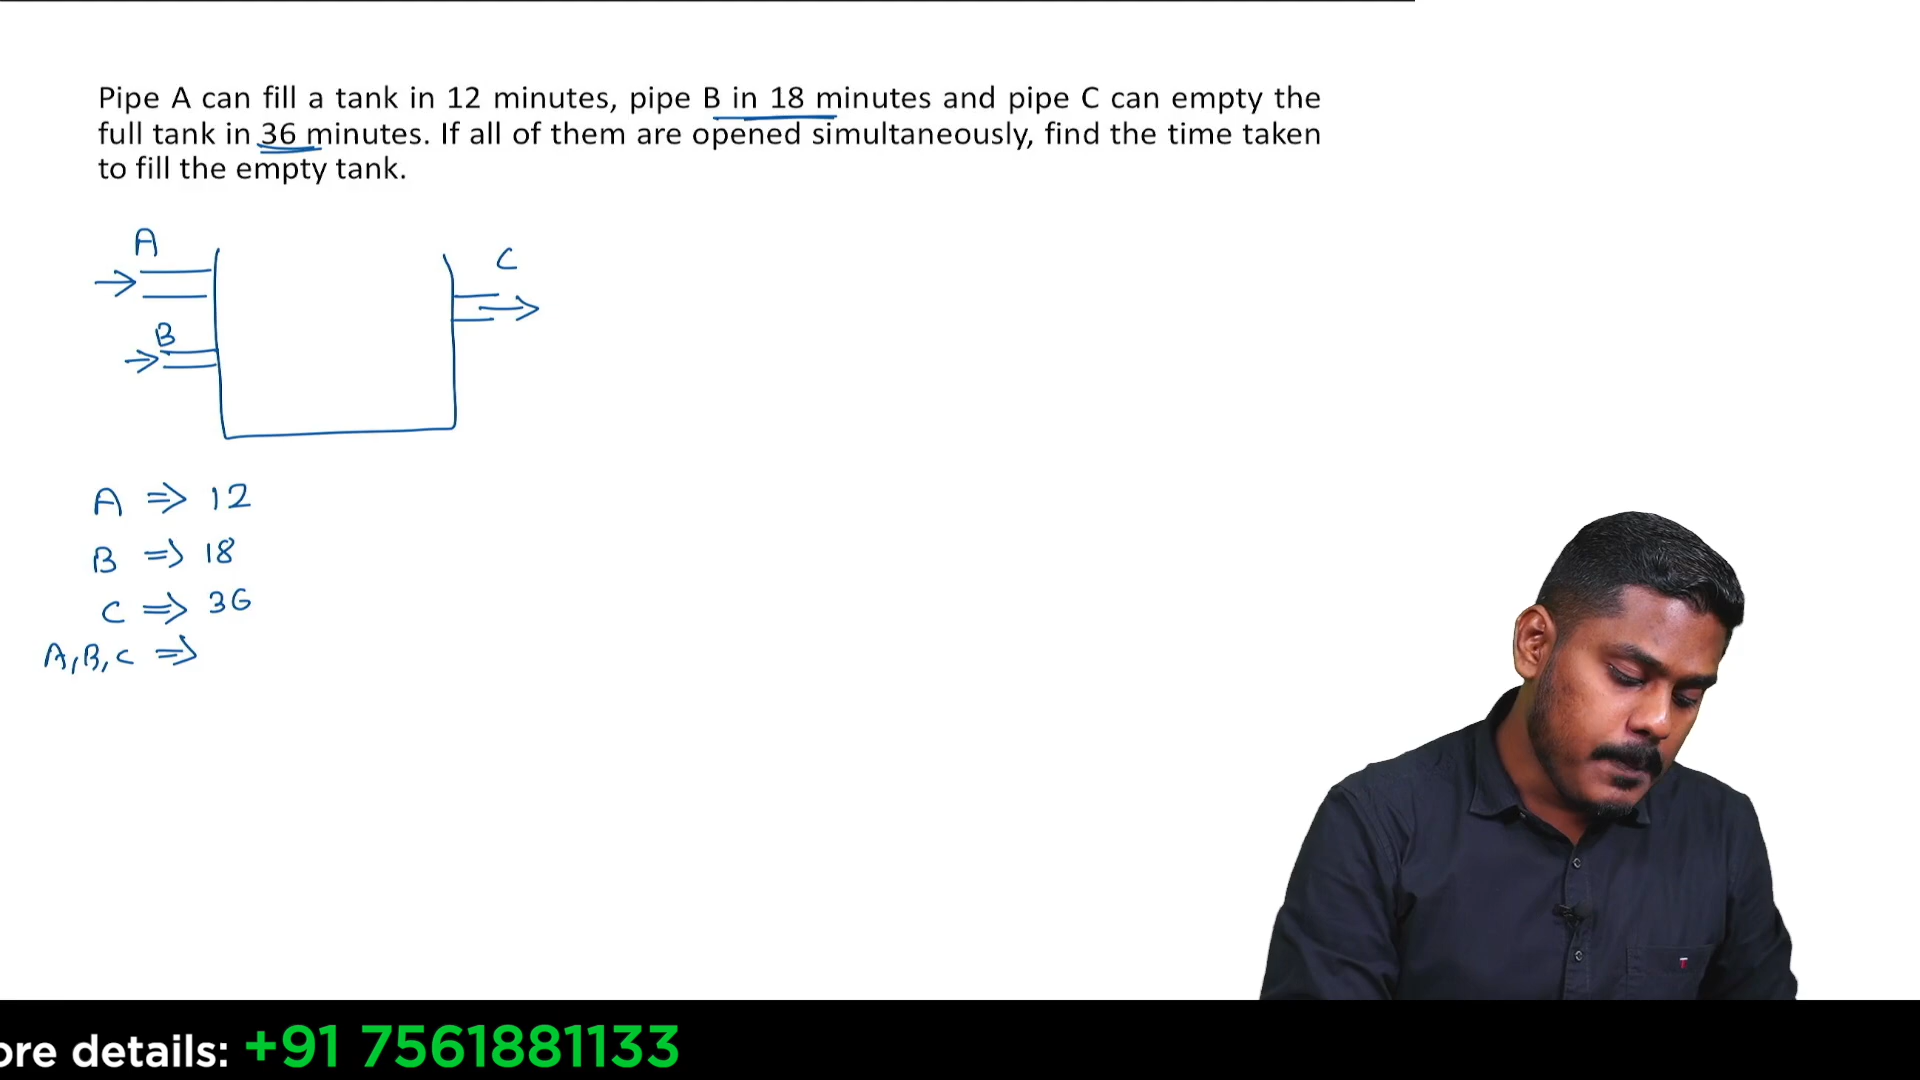 Pipe A can fill a tank in 12 minutes, pipe B in 18 minutes and pipe C can empty the
full tank in 36 minutes. If all of them are opened simultaneously, find the time taken
to fill the empty tank.
A
C
B
A ⇒ 12
B ⇒ 18
C ⇒ 36
A, B, C ⇒
ore details: +91 7561881133